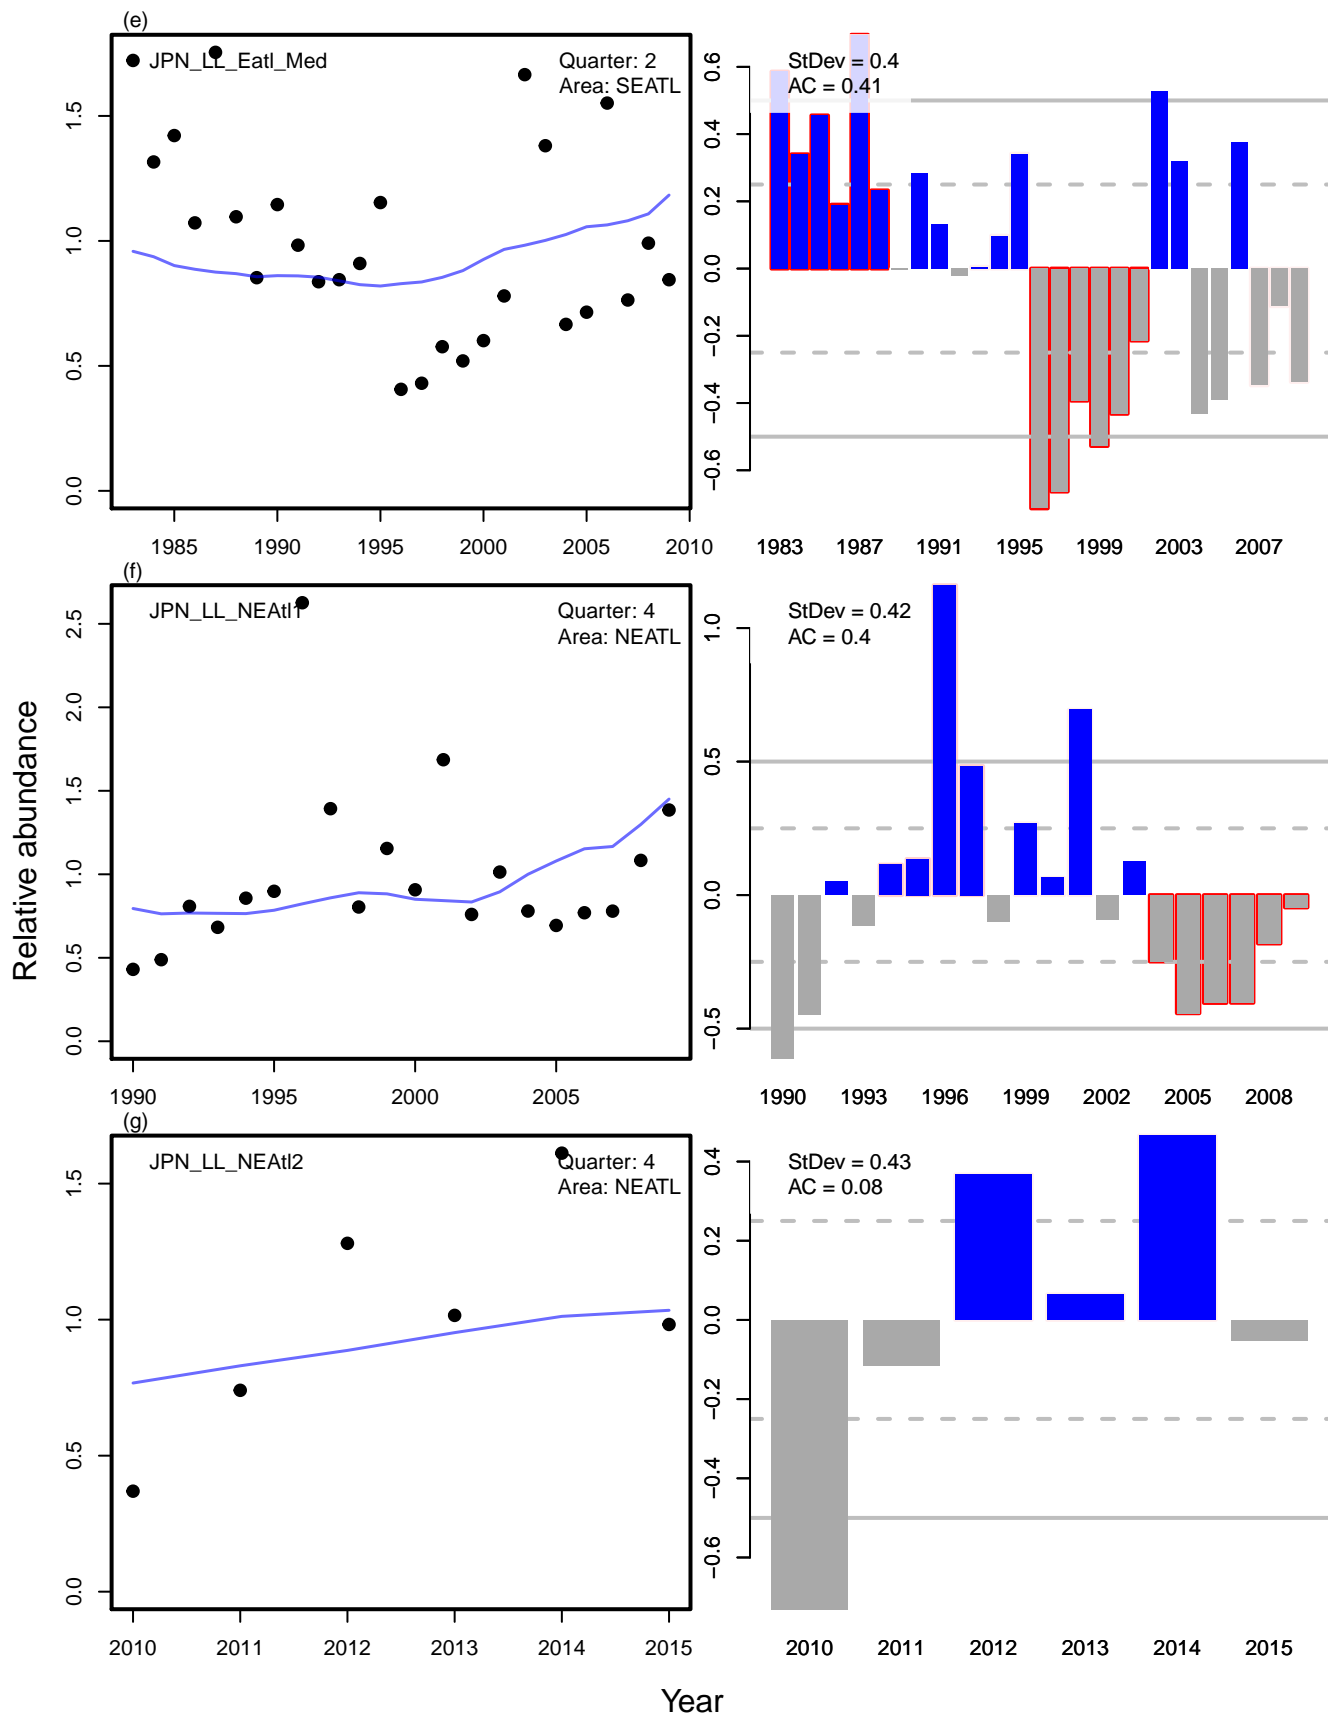 (e)
JPN_LL_Eatl_Med
Quarter: 2
Area: SEATL
0.0 0.5 1.0 1.5
1985 1990 1995 2000 2005 2010
StDev = 0.4
AC = 0.41
−0.6 −0.4 −0.2 0.0 0.2 0.4 0.6
1983 1987 1991 1995 1999 2003 2007
(f)
JPN_LL_NEAtl1
Quarter: 4
Area: NEATL
0.0 0.5 1.0 1.5 2.0 2.5
1990 1995 2000 2005
StDev = 0.42
AC = 0.4
−0.5 0.0 0.5 1.0
1990 1993 1996 1999 2002 2005 2008
Relative abundance
(g)
JPN_LL_NEAtl2
Quarter: 4
Area: NEATL
0.0 0.5 1.0 1.5
2010 2011 2012 2013 2014 2015
StDev = 0.43
AC = 0.08
−0.6 −0.4 −0.2 0.0 0.2 0.4
2010 2011 2012 2013 2014 2015
Year